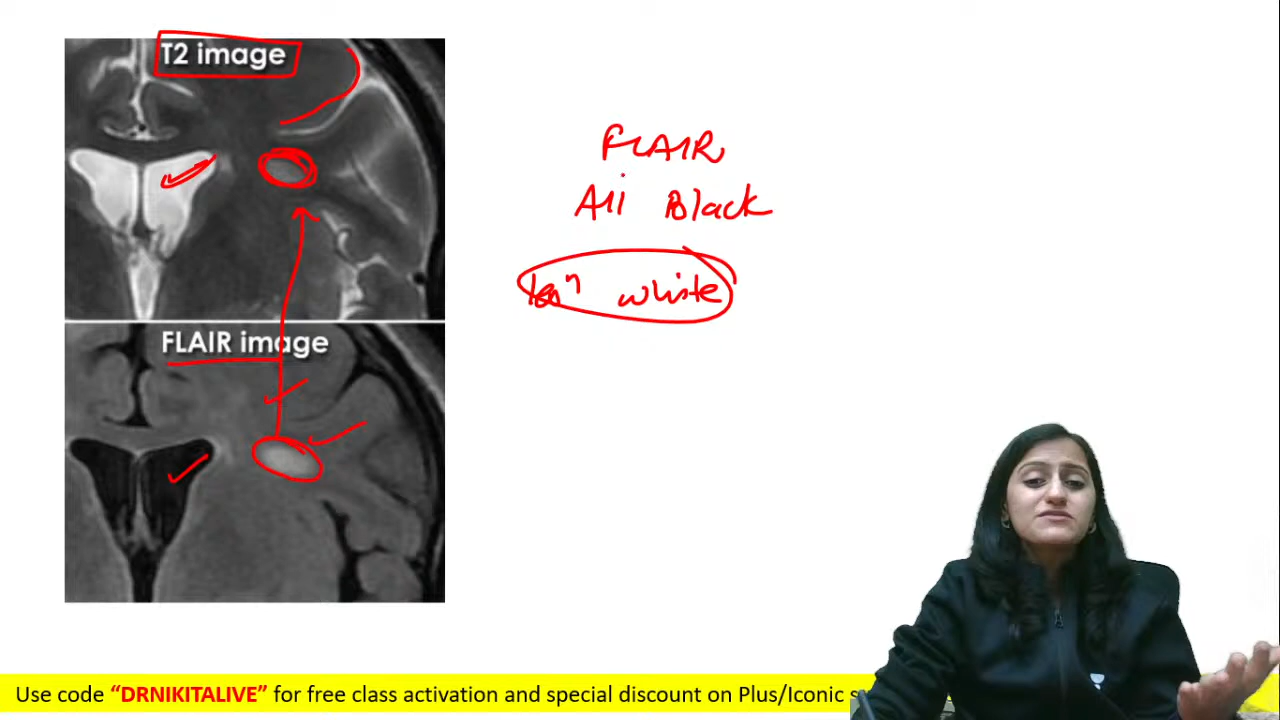 T2 image
FLAIR image
FLAIR
All Black
white
Use code “DRNIKITALIVE” for free class activation and special discount on Plus/Iconic s